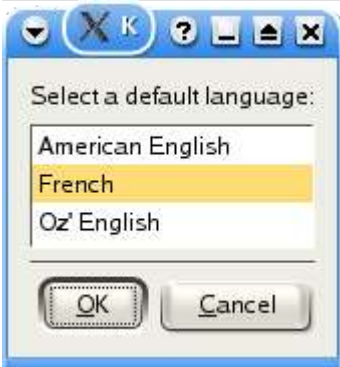 K
Select a default language:
American English
French
Oz' English
OK
Cancel